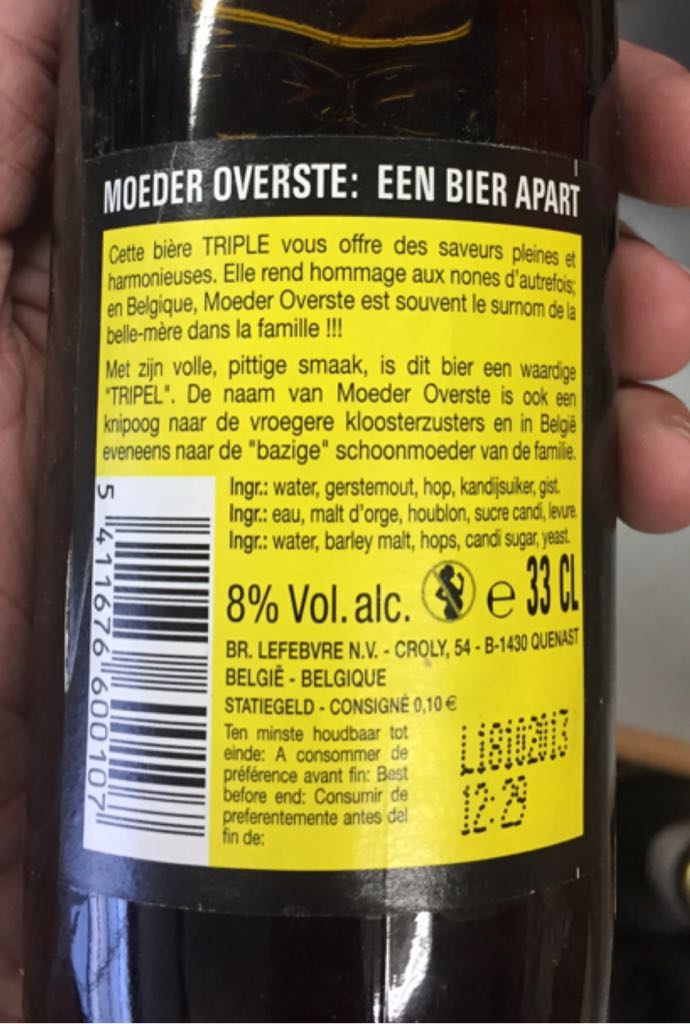 MOEDER OVERSTE: EEN BIER APART
Cette bière TRIPLE vous offre des saveurs pleines et
harmonieuses. Elle rend hommage aux nones d'autrefois;
en Belgique, Moeder Overste est souvent le surnom de la
belle-mère dans la famille !!!
Met zijn volle, pittige smaak, is dit bier een waardige
"TRIPEL". De naam van Moeder Overste is ook een
knipoog naar de vroegere kloosterzusters en in België
eveneens naar de "bazige" schoonmoeder van de familie.
Ingr.: water, gerstemout, hop, kandijsuiker, gist.
Ingr.: eau, malt d'orge, houblon, sucre candi, levure.
Ingr.: water, barley malt, hops, candi sugar, yeast.
8% Vol. alc. e 33 CL
BR. LEFEBVRE N.V. - CROLY, 54 - B-1430 QUENAST
BELGIË - BELGIQUE
STATIEGELD - CONSIGNÉ 0,10 €
Ten minste houdbaar tot
einde: A consommer de
préférence avant fin: Best
before end: Consumir de
preferentemente antes del
fin de:
L18102013
12:29
5 411676 600107